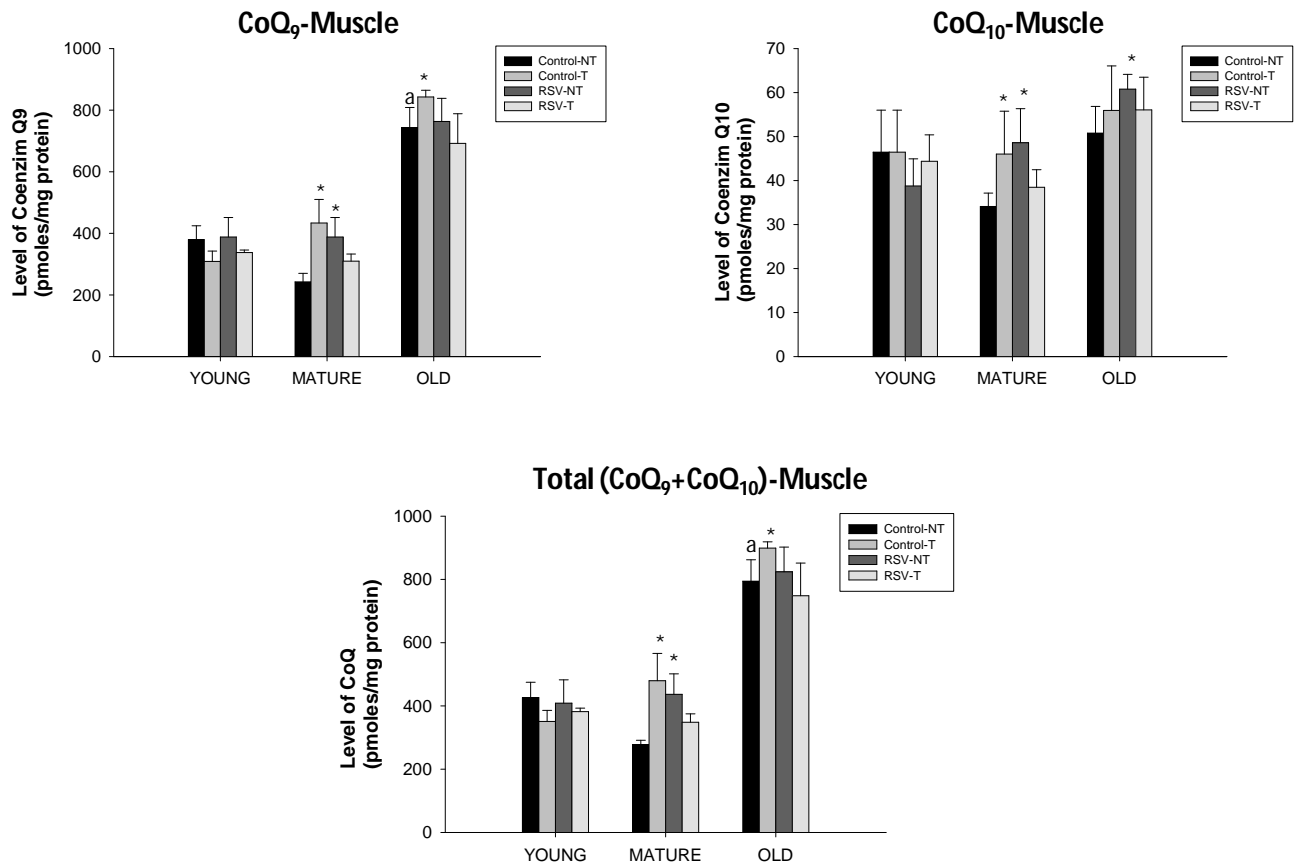 CoQ₉-Muscle
Level of Coenzim Q9
(pmoles/mg protein)
1000
800
600
400
200
0
a
*
*
*
Control-NT
Control-T
RSV-NT
RSV-T
YOUNG MATURE OLD
CoQ₁₀-Muscle
Level of Coenzim Q10
(pmoles/mg protein)
70
60
50
40
30
20
10
0
* * *
Control-NT
Control-T
RSV-NT
RSV-T
YOUNG MATURE OLD
Total (CoQ₉+CoQ₁₀)-Muscle
Level of CoQ
(pmoles/mg protein)
1000
800
600
400
200
0
a
*
*
*
Control-NT
Control-T
RSV-NT
RSV-T
YOUNG MATURE OLD